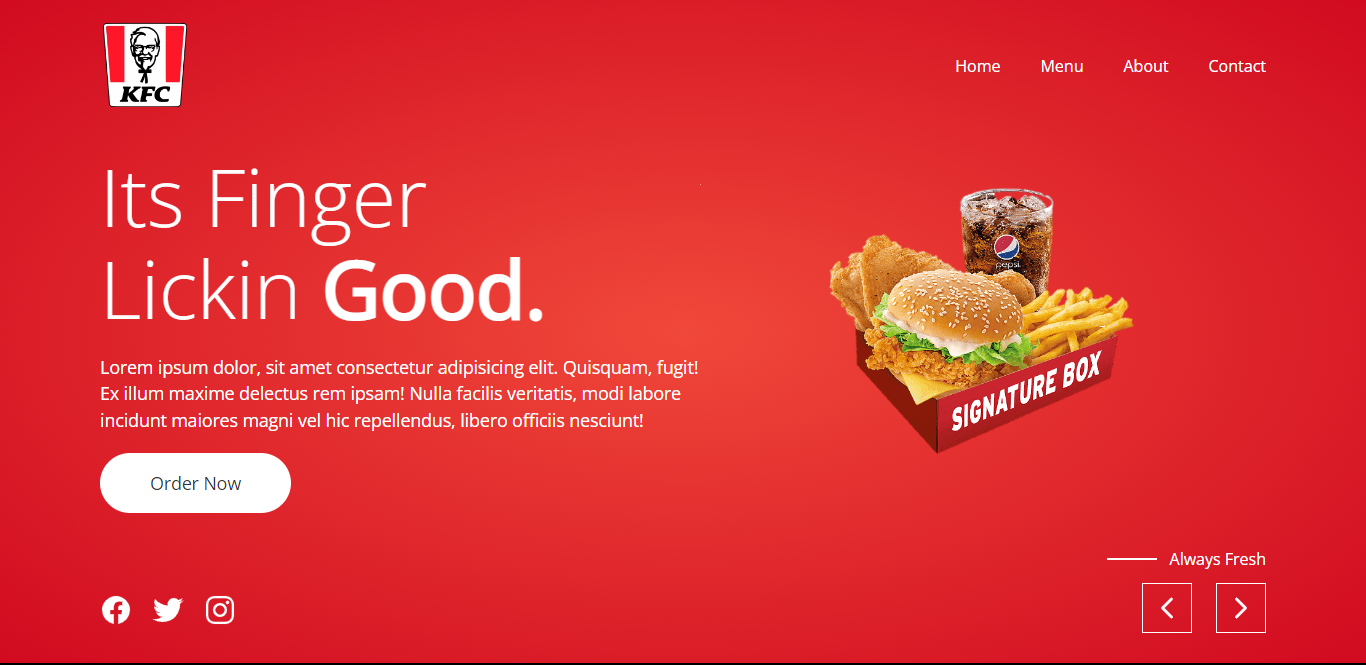 KFC
Home Menu About Contact
Its Finger
Lickin Good.
pepsi
SIGNATURE BOX
Lorem ipsum dolor, sit amet consectetur adipisicing elit. Quisquam, fugit!
Ex illum maxime delectus rem ipsam! Nulla facilis veritatis, modi labore
incidunt maiores magni vel hic repellendus, libero officiis nesciunt!
Order Now
Always Fresh